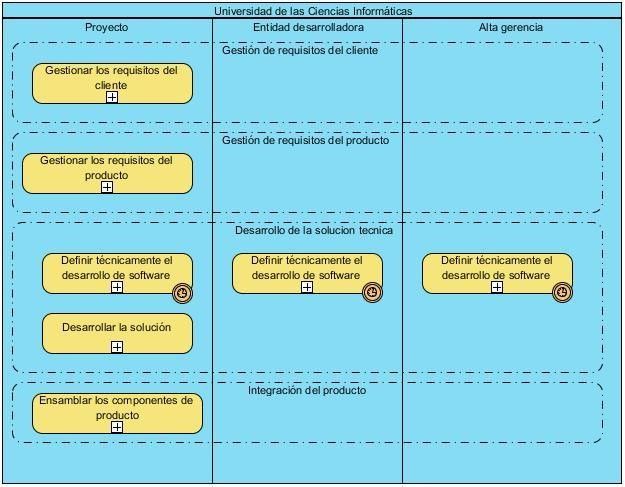 Universidad de las Ciencias Informáticas
Proyecto
Entidad desarrolladora
Alta gerencia
Gestión de requisitos del cliente
Gestionar los requisitos del
cliente
Gestión de requisitos del producto
Gestionar los requisitos del
producto
Desarrollo de la solucion tecnica
Definir técnicamente el
desarrollo de software
Definir técnicamente el
desarrollo de software
Definir técnicamente el
desarrollo de software
Desarrollar la solución
Integración del producto
Ensamblar los componentes de
producto